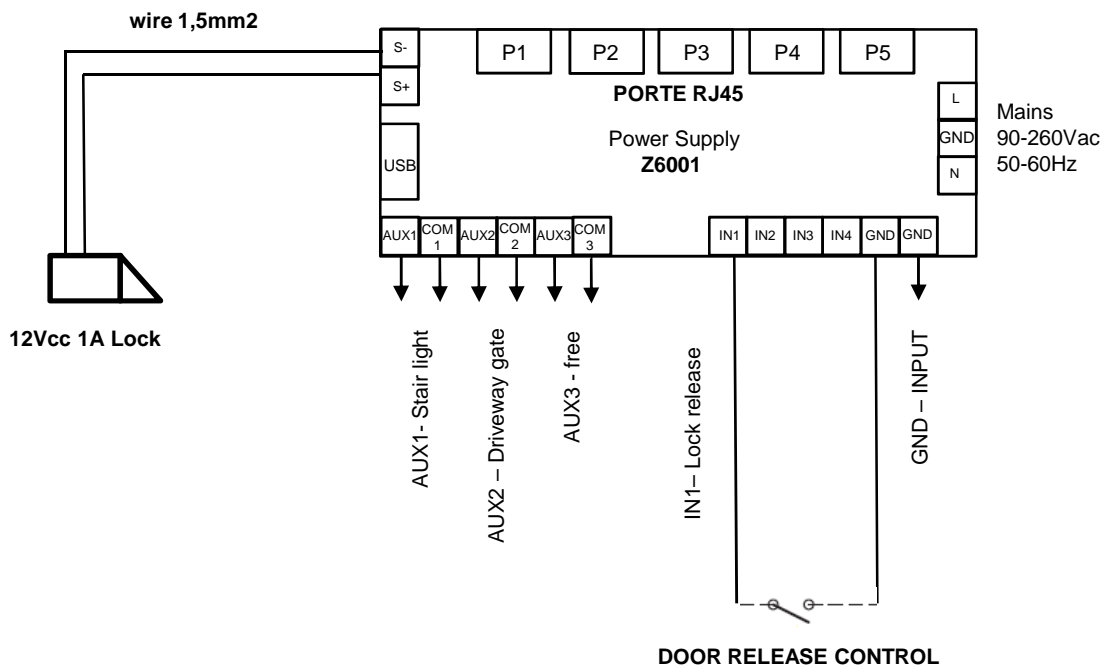 wire 1,5mm2
S-
S+
USB
P1
P2
P3
P4
P5
PORTE RJ45
Power Supply
Z6001
L
GND
N
Mains
90-260Vac
50-60Hz
AUX1
COM
1
AUX2
COM
2
AUX3
COM
3
IN1
IN2
IN3
IN4
GND
GND
12Vcc 1A Lock
AUX1- Stair light
AUX2 – Driveway gate
AUX3 - free
IN1– Lock release
GND – INPUT
DOOR RELEASE CONTROL